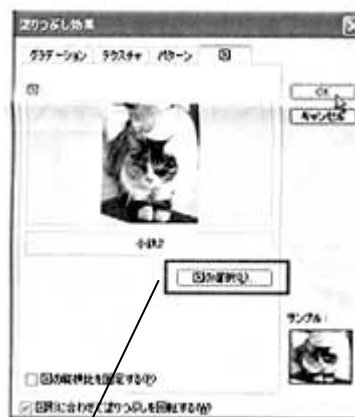 塗りつぶし効果
グラデーション テクスチャ パターン 図
図
OK
キャンセル
図の選択(L)
サンプル:
図の縦横比を固定する(P)
図形に合わせて塗りつぶしを回転する(W)